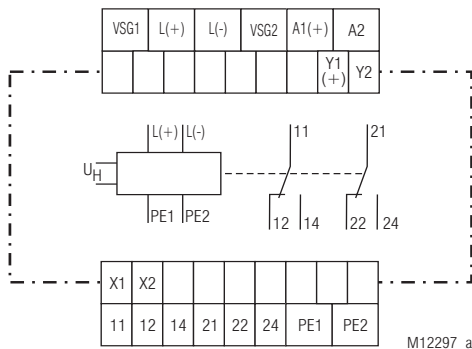 VSG1 L(+) L(-) VSG2 A1(+) A2
Y1(+) Y2
L(+) L(-) 11 21
UH
PE1 PE2 12 14 22 24
X1 X2
11 12 14 21 22 24 PE1 PE2
M12297_a